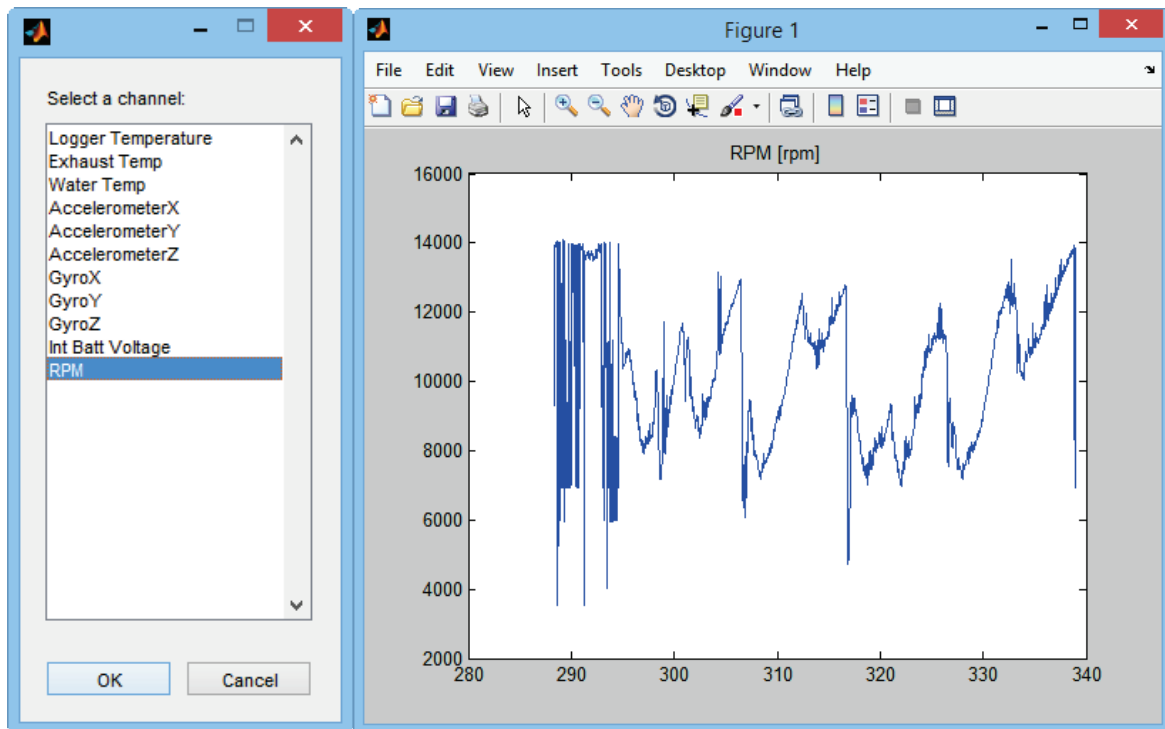 Select a channel:
Logger Temperature
Exhaust Temp
Water Temp
AccelerometerX
AccelerometerY
AccelerometerZ
GyroX
GyroY
GyroZ
Int Batt Voltage
RPM
OK Cancel
Figure 1
File Edit View Insert Tools Desktop Window Help
RPM [rpm]
16000
14000
12000
10000
8000
6000
4000
2000
280 290 300 310 320 330 340